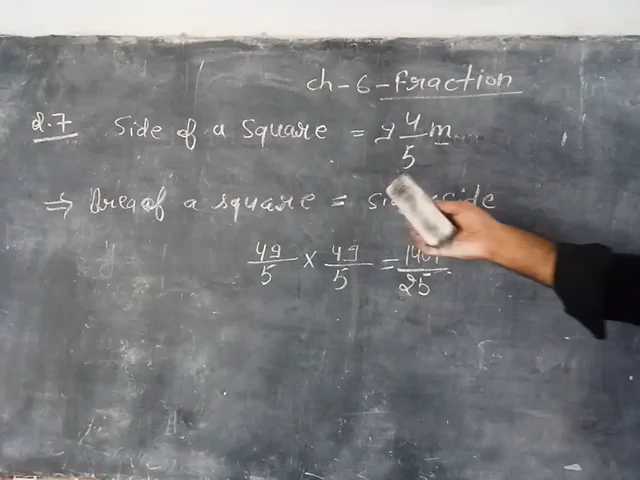 Ch - 6 - Fraction
Q.7 Side of a Square = 9 4/5 m
⇒ Area of a square = side × side
49/5 × 49/5 = /25